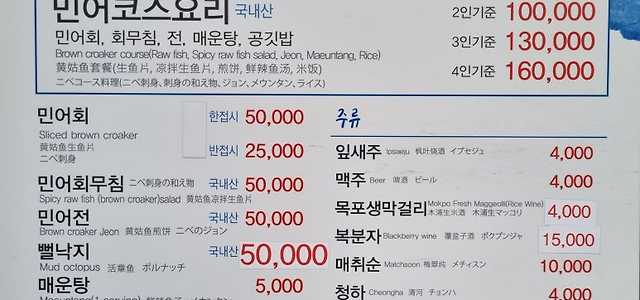 민어코스요리 국내산 2인기준 100,000
민어회, 회무침, 전, 매운탕, 공깃밥 3인기준 130,000
Brown croaker course(Raw fish, Spicy raw fish salad, Jeon, Maeuntang, Rice)
黄姑鱼套餐(生鱼片, 凉拌生鱼片, 煎饼, 鲜辣鱼汤, 米饭) 4인기준 160,000
ニベコース料理(ニベ刺身、刺身の和え物、ジョン、メウンタン、ライス)
민어회 한접시 50,000
Sliced brown croaker
黄姑鱼生鱼片
ニベ刺身 반접시 25,000
민어회무침 ニベ刺身の和え物 국내산 50,000
Spicy raw fish (brown croaker)salad 黄姑鱼凉拌生鱼片
민어전 국내산 50,000
Brown croaker Jeon 黄姑鱼煎饼 ニベのジョン
뻘낙지 국내산 50,000
Mud octopus 活章鱼 ポルナッチ
매운탕 5,000
주류
잎새주 Ipsaeju 枫叶烧酒 イプセジュ 4,000
맥주 Beer 啤酒 ビール 4,000
목포생막걸리 Mokpo Fresh Maggeolli(Rice Wine)
木浦生米酒 木浦生マッコリ 4,000
복분자 Blackberry wine 覆盆子酒 ポクブンジャ 15,000
매취순 Matchsoon 梅翠纯 メティスン 10,000
청하 Cheongha 清河 チョンハ 4,000